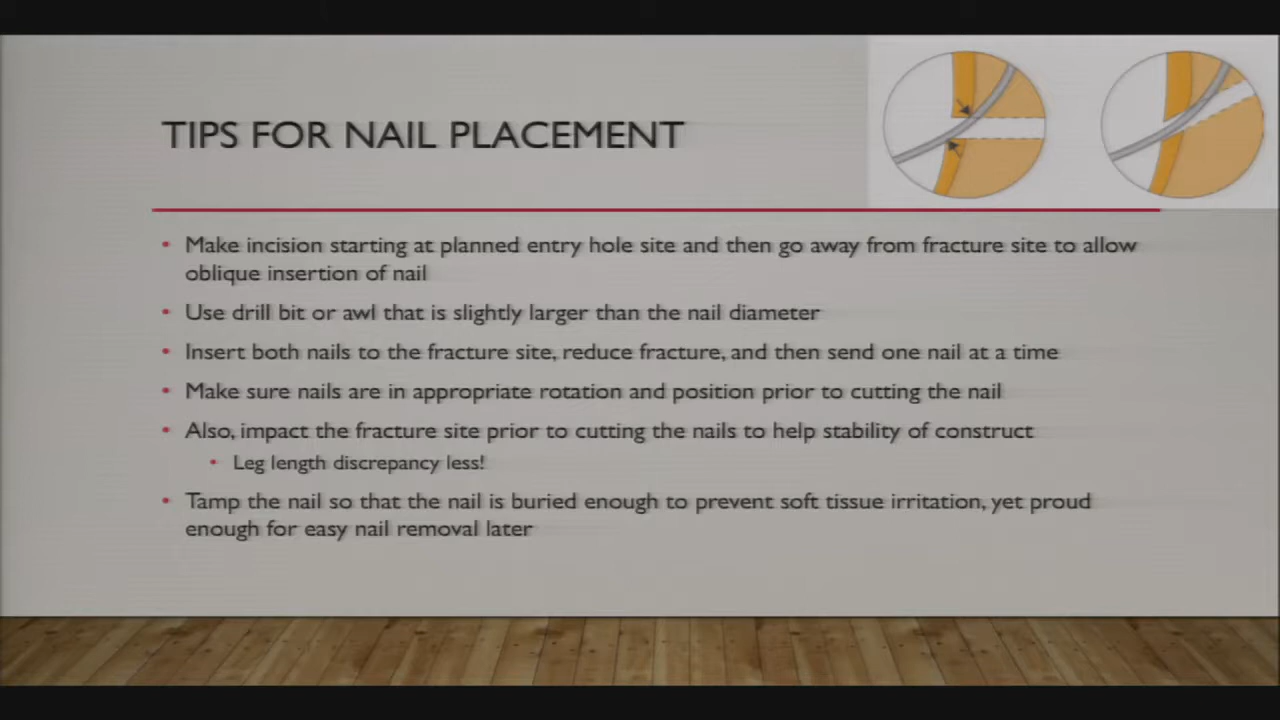 TIPS FOR NAIL PLACEMENT
• Make incision starting at planned entry hole site and then go away from fracture site to allow
oblique insertion of nail
• Use drill bit or awl that is slightly larger than the nail diameter
• Insert both nails to the fracture site, reduce fracture, and then send one nail at a time
• Make sure nails are in appropriate rotation and position prior to cutting the nail
• Also, impact the fracture site prior to cutting the nails to help stability of construct
• Leg length discrepancy less!
• Tamp the nail so that the nail is buried enough to prevent soft tissue irritation, yet proud
enough for easy nail removal later